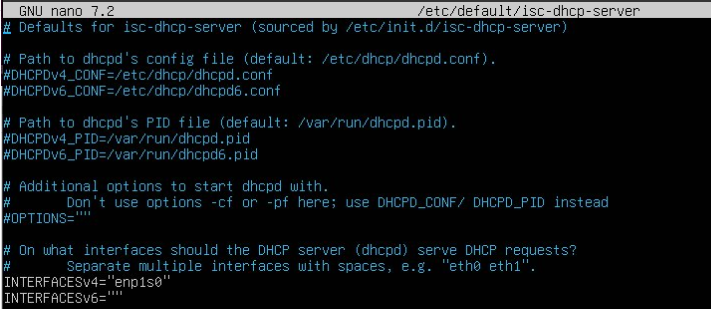 GNU nano 7.2 /etc/default/isc-dhcp-server
# Defaults for isc-dhcp-server (sourced by /etc/init.d/isc-dhcp-server)
# Path to dhcpd's config file (default: /etc/dhcp/dhcpd.conf).
#DHCPDv4_CONF=/etc/dhcp/dhcpd.conf
#DHCPDv6_CONF=/etc/dhcp/dhcpd6.conf
# Path to dhcpd's PID file (default: /var/run/dhcpd.pid).
#DHCPDv4_PID=/var/run/dhcpd.pid
#DHCPDv6_PID=/var/run/dhcpd6.pid
# Additional options to start dhcpd with.
#       Don't use options -cf or -pf here; use DHCPD_CONF/ DHCPD_PID instead
#OPTIONS=""
# On what interfaces should the DHCP server (dhcpd) serve DHCP requests?
#       Separate multiple interfaces with spaces, e.g. "eth0 eth1".
INTERFACESv4="enp1s0"
INTERFACESv6=""